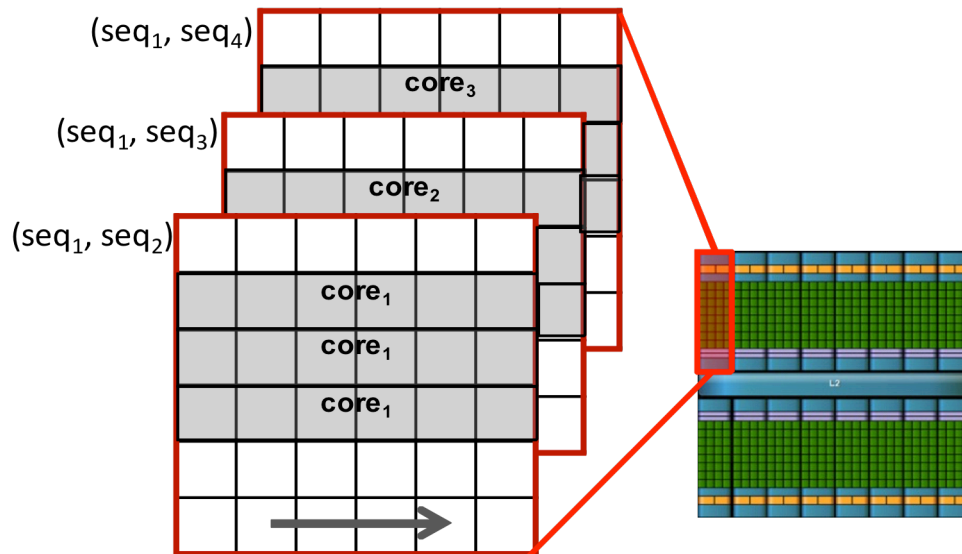 (seq₁, seq₄)
core₃
(seq₁, seq₃)
core₂
(seq₁, seq₂)
core₁
core₁
core₁
L2